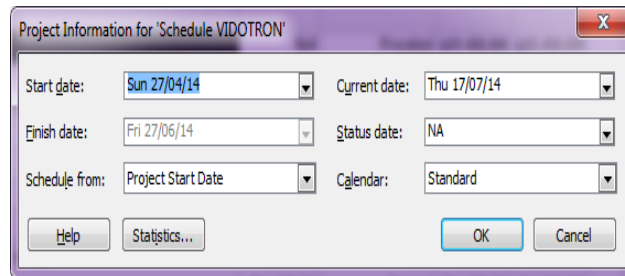 Project Information for 'Schedule VIDOTRON'
Start date: Sun 27/04/14 Current date: Thu 17/07/14
Finish date: Fri 27/06/14 Status date: NA
Schedule from: Project Start Date Calendar: Standard
Help Statistics... OK Cancel